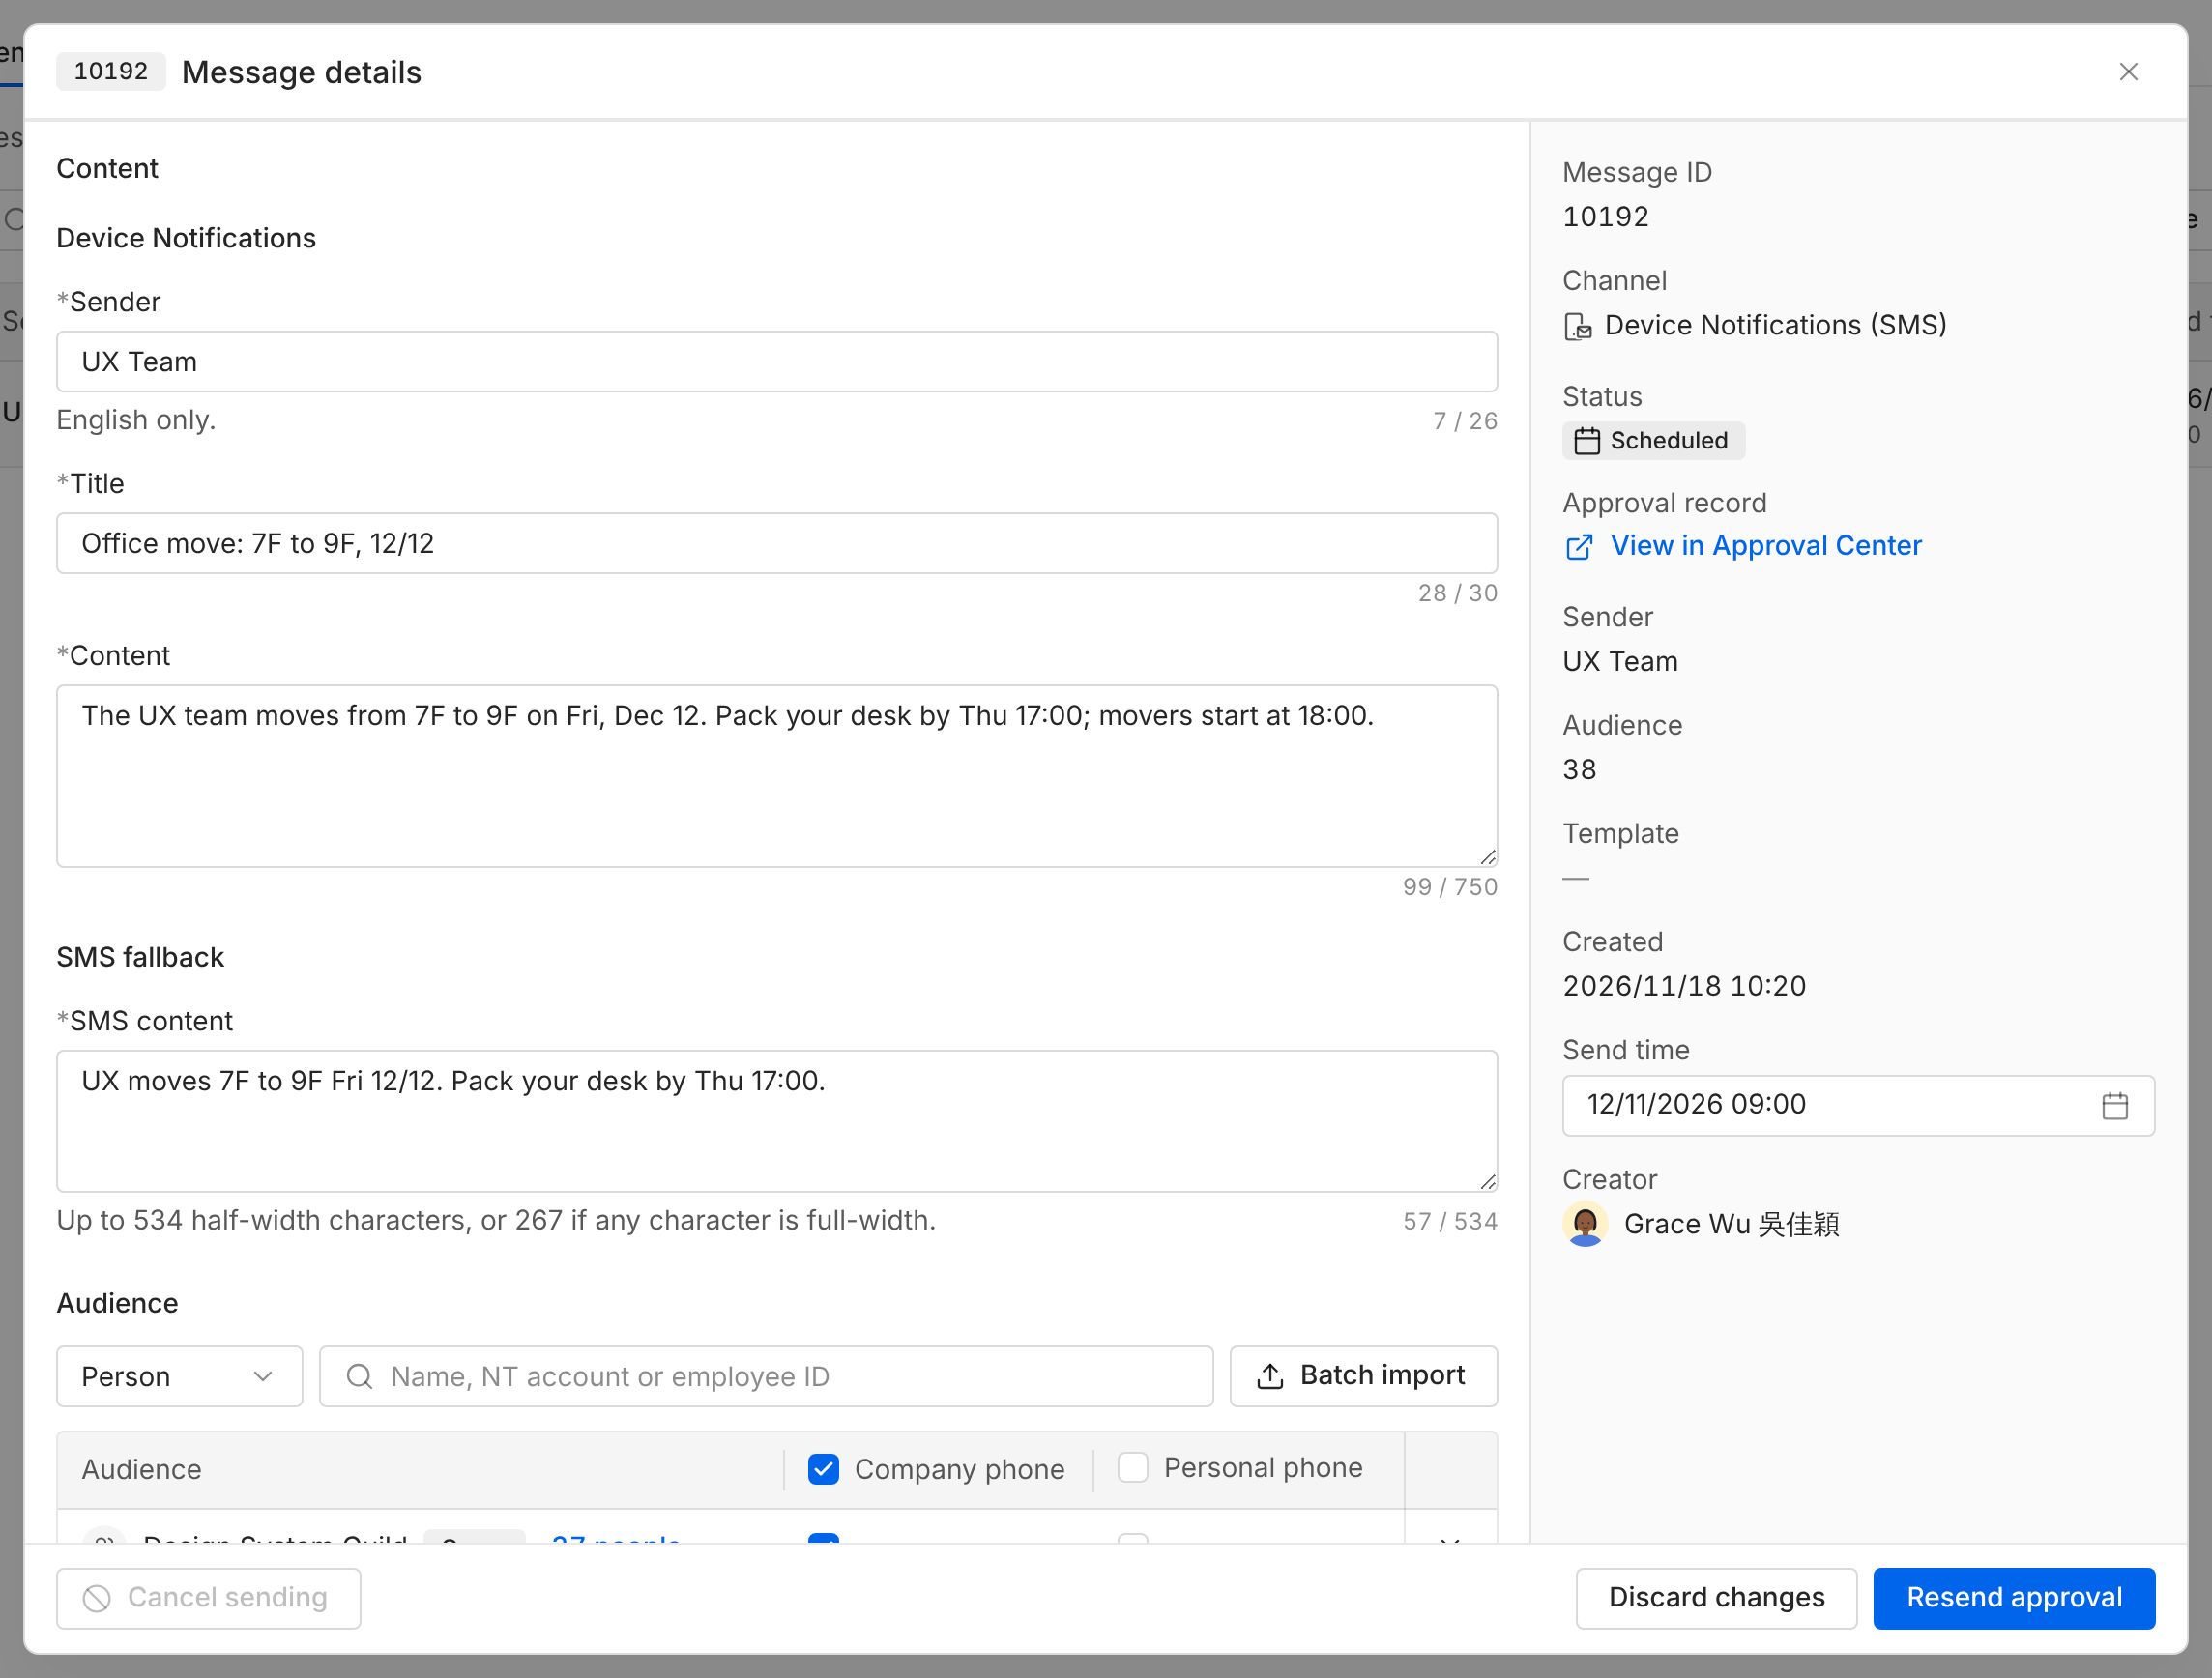 10192 Message details
Content
Device Notifications
*Sender
UX Team
English only.
7 / 26
*Title
Office move: 7F to 9F, 12/12
28 / 30
*Content
The UX team moves from 7F to 9F on Fri, Dec 12. Pack your desk by Thu 17:00; movers start at 18:00.
99 / 750
SMS fallback
*SMS content
UX moves 7F to 9F Fri 12/12. Pack your desk by Thu 17:00.
Up to 534 half-width characters, or 267 if any character is full-width.
57 / 534
Audience
Person
Name, NT account or employee ID
Batch import
Audience
Company phone
Personal phone
Message ID
10192
Channel
Device Notifications (SMS)
Status
Scheduled
Approval record
View in Approval Center
Sender
UX Team
Audience
38
Template
—
Created
2026/11/18 10:20
Send time
12/11/2026 09:00
Creator
Grace Wu 吳佳穎
Cancel sending
Discard changes
Resend approval